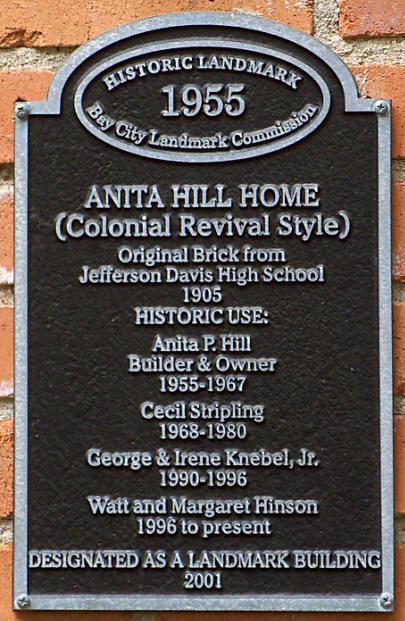 HISTORIC LANDMARK
1955
Bay City Landmark Commission
ANITA HILL HOME
(Colonial Revival Style)
Original Brick from
Jefferson Davis High School
1905
HISTORIC USE:
Anita P. Hill
Builder & Owner
1955-1967
Cecil Stripling
1968-1980
George & Irene Knebel, Jr.
1990-1996
Watt and Margaret Hinson
1996 to present
DESIGNATED AS A LANDMARK BUILDING
2001